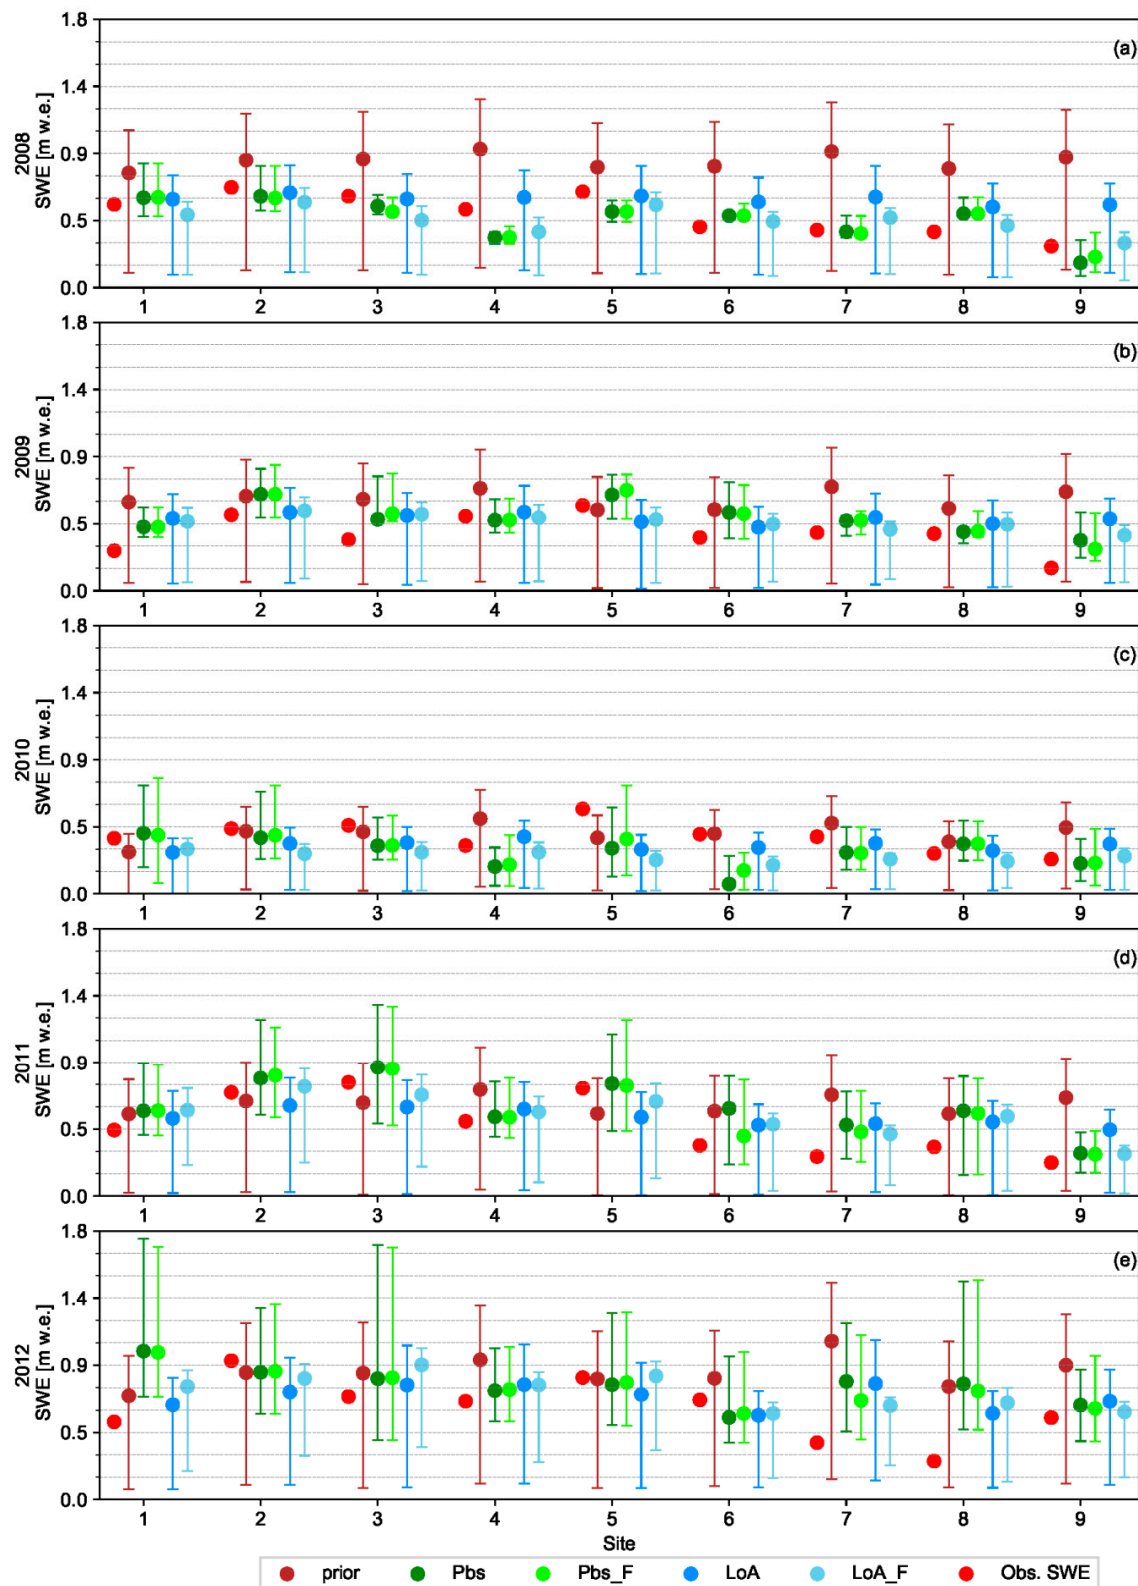 (a)
1.8
1.4
0.9
0.5
0.0
2008
SWE [m w.e.]
1 2 3 4 5 6 7 8 9
(b)
1.8
1.4
0.9
0.5
0.0
2009
SWE [m w.e.]
1 2 3 4 5 6 7 8 9
(c)
1.8
1.4
0.9
0.5
0.0
2010
SWE [m w.e.]
1 2 3 4 5 6 7 8 9
(d)
1.8
1.4
0.9
0.5
0.0
2011
SWE [m w.e.]
1 2 3 4 5 6 7 8 9
(e)
1.8
1.4
0.9
0.5
0.0
2012
SWE [m w.e.]
1 2 3 4 5 6 7 8 9
Site
prior Pbs Pbs_F LoA LoA_F Obs. SWE